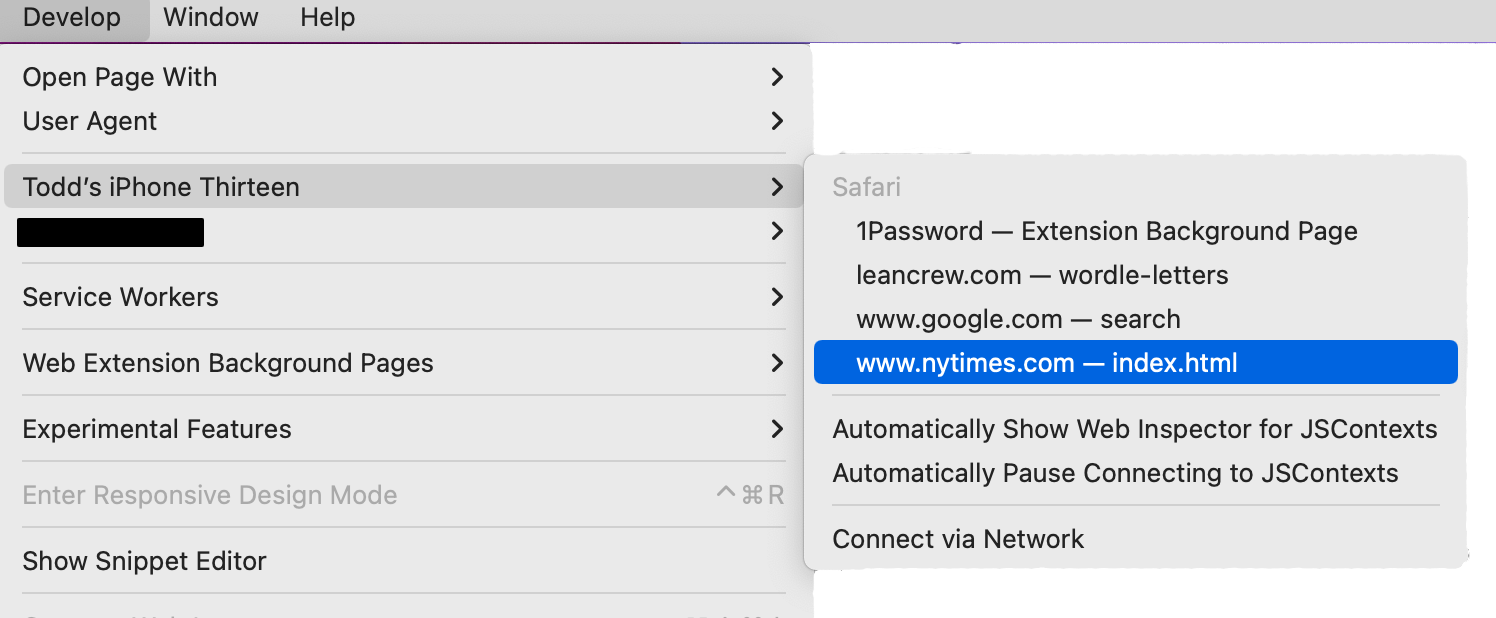 Develop Window Help
Open Page With
User Agent
Todd’s iPhone Thirteen
Service Workers
Web Extension Background Pages
Experimental Features
Enter Responsive Design Mode ^⌘R
Show Snippet Editor
Safari
1Password — Extension Background Page
leancrew.com — wordle-letters
www.google.com — search
www.nytimes.com — index.html
Automatically Show Web Inspector for JSContexts
Automatically Pause Connecting to JSContexts
Connect via Network